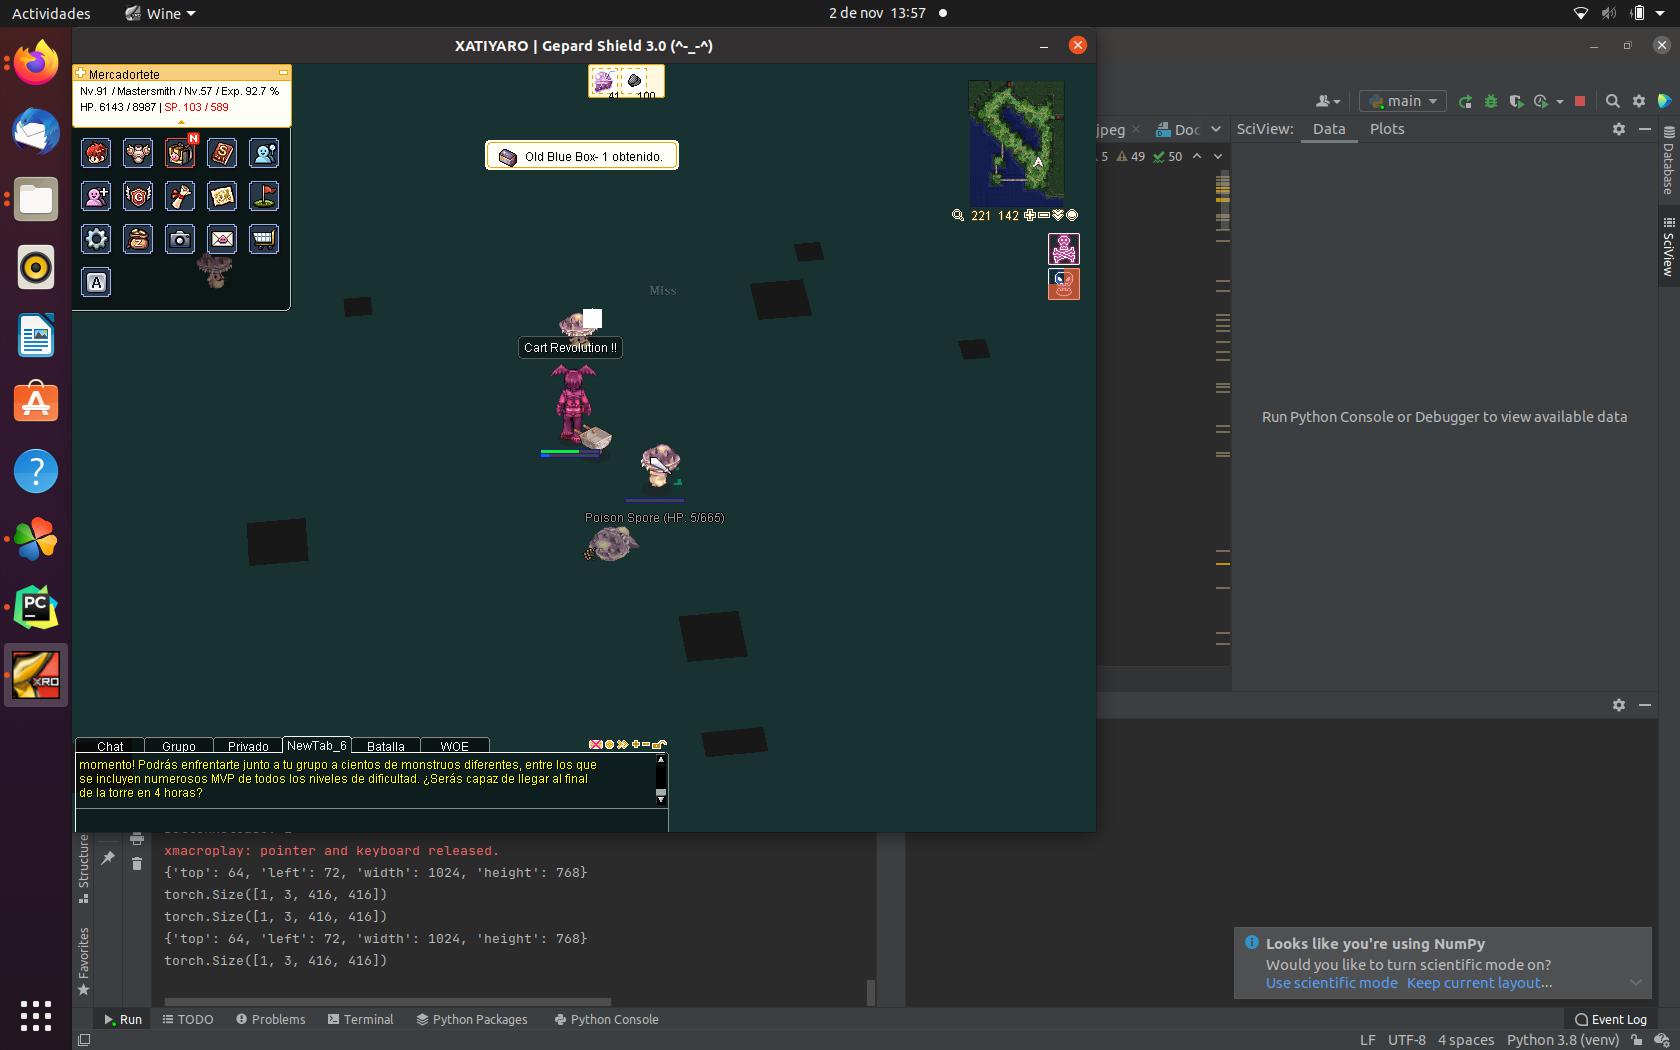 Actividades
Wine
2 de nov 13:57
XATIYARO | Gepard Shield 3.0 (^-_-^)
Mercadortete
Nv.91 / Mastersmith / Nv.57 / Exp. 92.7 %
HP. 6143 / 8987 | SP. 103 / 589
N
A
41
100
Old Blue Box- 1 obtenido.
221 142
Miss
Cart Revolution !!
Poison Spore (HP: 5/665)
Chat
Grupo
Privado
NewTab_6
Batalla
WOE
momento! Podrás enfrentarte junto a tu grupo a cientos de monstruos diferentes, entre los que
se incluyen numerosos MVP de todos los niveles de dificultad. ¿Serás capaz de llegar al final
de la torre en 4 horas?
main
jpeg
Doc
SciView:
Data
Plots
5
49
50
Database
SciView
Run Python Console or Debugger to view available data
PC
XRO
Structure
Favorites
xmacroplay: pointer and keyboard released.
{'top': 64, 'left': 72, 'width': 1024, 'height': 768}
torch.Size([1, 3, 416, 416])
torch.Size([1, 3, 416, 416])
{'top': 64, 'left': 72, 'width': 1024, 'height': 768}
torch.Size([1, 3, 416, 416])
Looks like you're using NumPy
Would you like to turn scientific mode on?
Use scientific mode Keep current layout...
Run
TODO
Problems
Terminal
Python Packages
Python Console
Event Log
LF UTF-8 4 spaces Python 3.8 (venv)